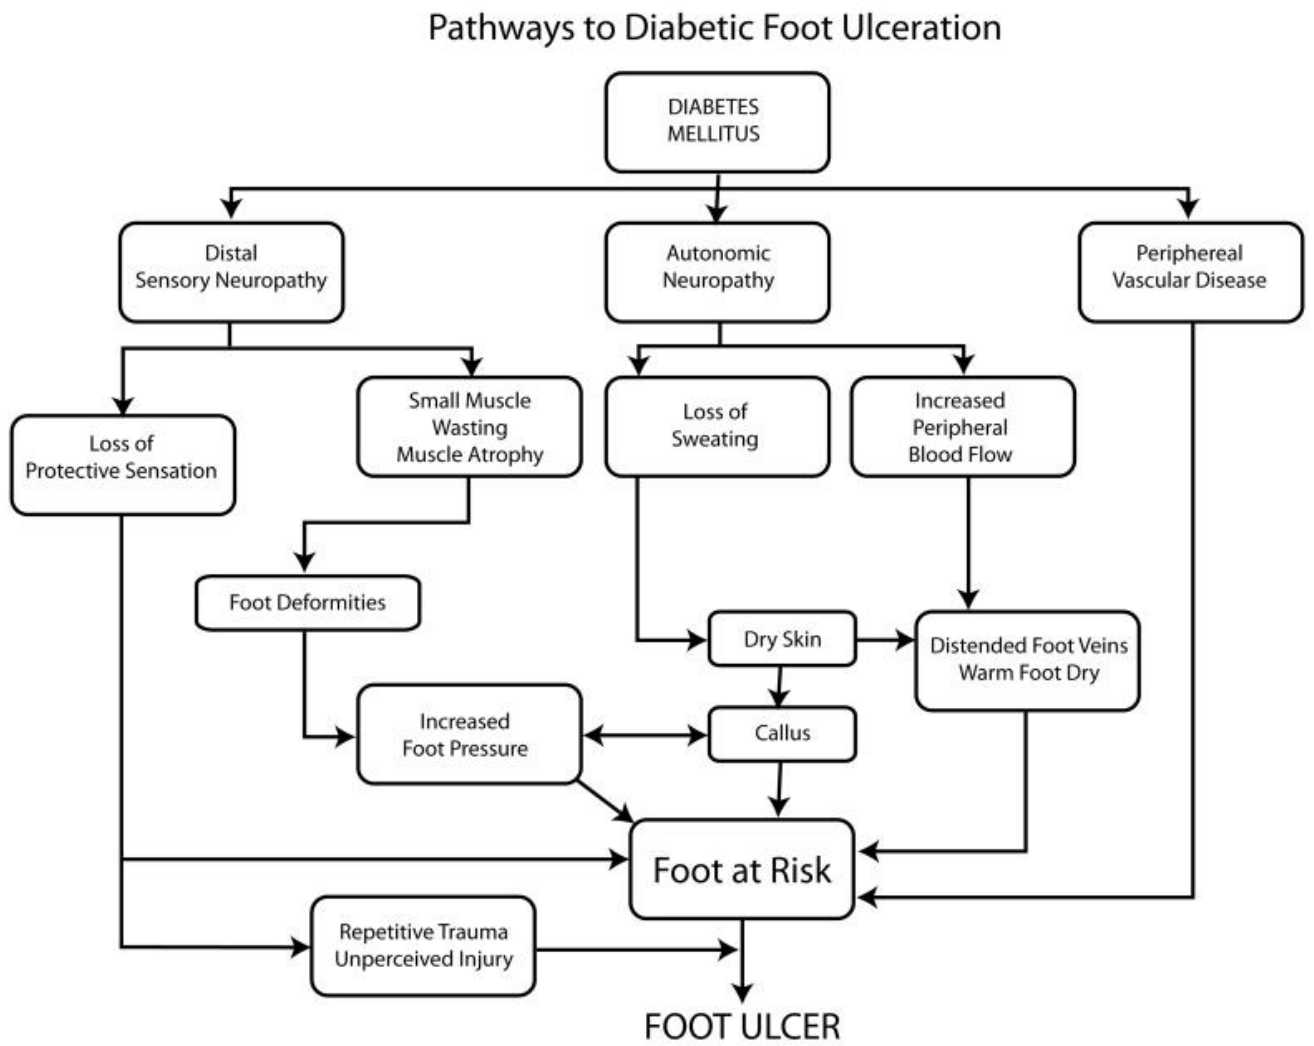 Pathways to Diabetic Foot Ulceration
DIABETES
MELLITUS
Distal
Sensory Neuropathy
Autonomic
Neuropathy
Periphereal
Vascular Disease
Loss of
Protective Sensation
Small Muscle
Wasting
Muscle Atrophy
Loss of
Sweating
Increased
Peripheral
Blood Flow
Foot Deformities
Dry Skin
Distended Foot Veins
Warm Foot Dry
Increased
Foot Pressure
Callus
Foot at Risk
Repetitive Trauma
Unperceived Injury
FOOT ULCER